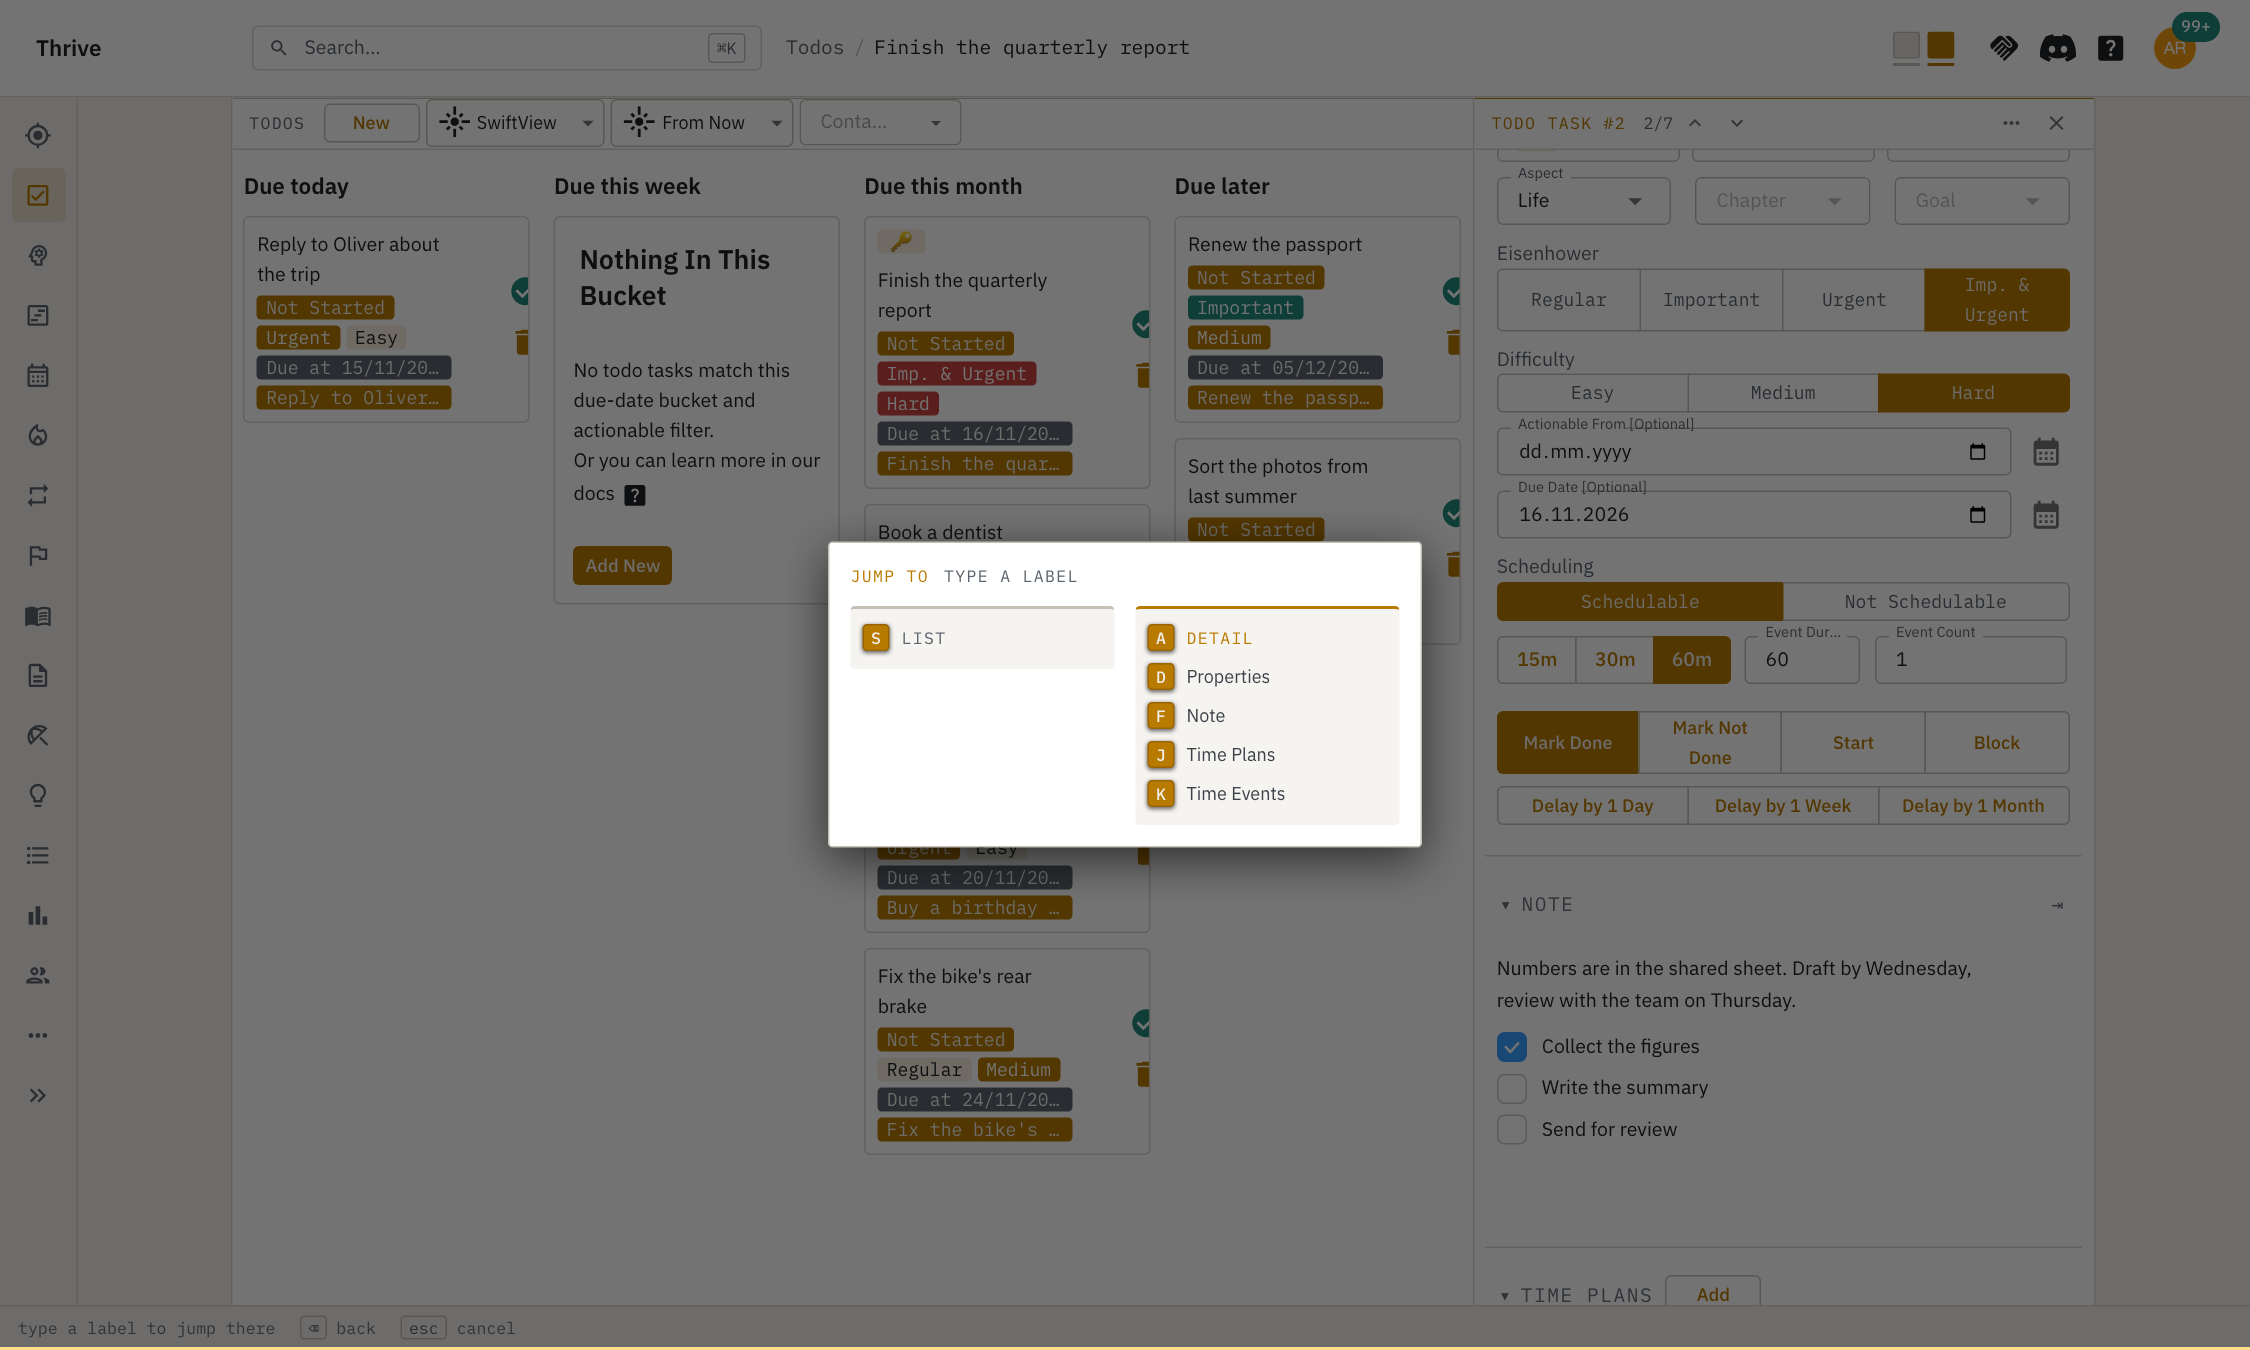 Thrive
Search...
⌘K
Todos / Finish the quarterly report
AR
99+
TODOS
New
SwiftView
From Now
Conta...
TODO TASK #2 2/7
Due today
Reply to Oliver about
the trip
Not Started
Urgent Easy
Due at 15/11/20...
Reply to Oliver...
Due this week
Nothing In This
Bucket
No todo tasks match this
due-date bucket and
actionable filter.
Or you can learn more in our
docs ?
Add New
Due this month
Finish the quarterly
report
Not Started
Imp. & Urgent
Hard
Due at 16/11/20...
Finish the quar...
Book a dentist
Urgent Easy
Due at 20/11/20...
Buy a birthday ...
Fix the bike's rear
brake
Not Started
Regular Medium
Due at 24/11/20...
Fix the bike's ...
Due later
Renew the passport
Not Started
Important
Medium
Due at 05/12/20...
Renew the passp...
Sort the photos from
last summer
Not Started
JUMP TO TYPE A LABEL
S LIST
A DETAIL
D Properties
F Note
J Time Plans
K Time Events
Aspect
Life
Chapter
Goal
Eisenhower
Regular
Important
Urgent
Imp. &
Urgent
Difficulty
Easy
Medium
Hard
Actionable From [Optional]
dd.mm.yyyy
Due Date [Optional]
16.11.2026
Scheduling
Schedulable
Not Schedulable
15m
30m
60m
Event Dur...
60
Event Count
1
Mark Done
Mark Not
Done
Start
Block
Delay by 1 Day
Delay by 1 Week
Delay by 1 Month
NOTE
Numbers are in the shared sheet. Draft by Wednesday,
review with the team on Thursday.
Collect the figures
Write the summary
Send for review
TIME PLANS
Add
type a label to jump there
⌫ back
esc cancel